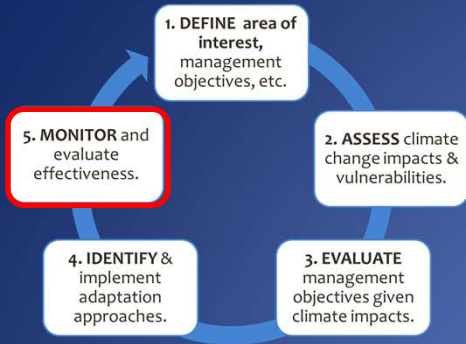 1. DEFINE area of
interest,
management
objectives, etc.
2. ASSESS climate
change impacts &
vulnerabilities.
3. EVALUATE
management
objectives given
climate impacts.
4. IDENTIFY &
implement
adaptation
approaches.
5. MONITOR and
evaluate
effectiveness.